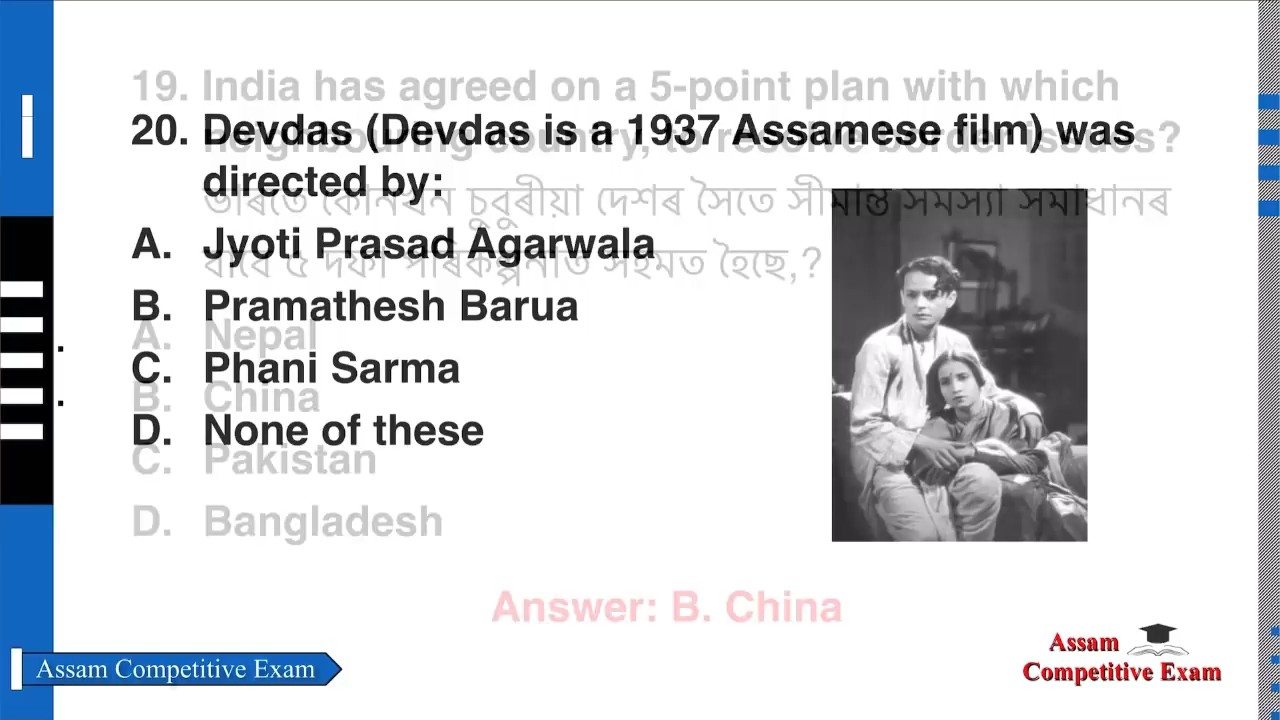 19. India has agreed on a 5-point plan with which
neighbouring country, to resolve border issues?
ভাৰতে কোনখন চুবুৰীয়া দেশৰ সৈতে সীমান্ত সমস্যা সমাধানৰ
বাবে ৫ দফা পৰিকল্পনাত সহমত হৈছে,?
A. Nepal
B. China
C. Pakistan
D. Bangladesh
Answer: B. China
20. Devdas (Devdas is a 1937 Assamese film) was
directed by:
A. Jyoti Prasad Agarwala
B. Pramathesh Barua
C. Phani Sarma
D. None of these
Assam Competitive Exam
Assam
Competitive Exam